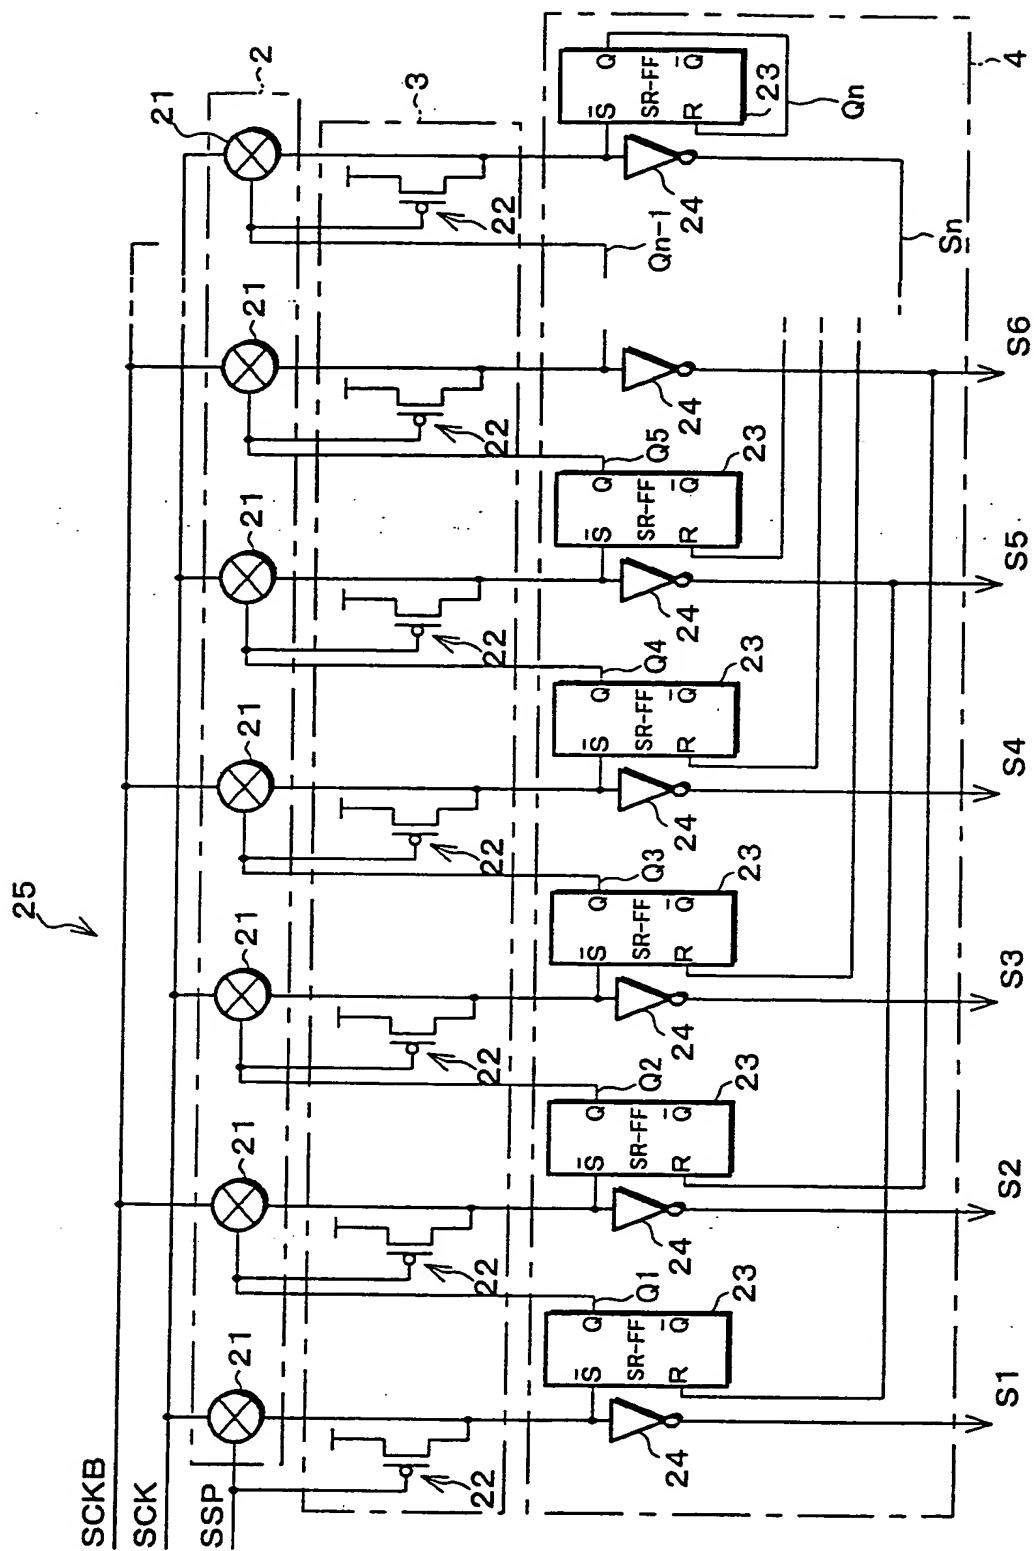 25
SCKB
SCK
SSP
21
21
21
21
21
21
21
2
3
22
22
22
22
22
22
22
S̄ Q
SR-FF
R Q̄
23
Q1
S̄ Q
SR-FF
R Q̄
23
Q2
S̄ Q
SR-FF
R Q̄
23
Q3
S̄ Q
SR-FF
R Q̄
23
Q4
S̄ Q
SR-FF
R Q̄
23
Q5
Qn-1
S̄ Q
SR-FF
R Q̄
23
Qn
24
24
24
24
24
24
24
Sn
4
S1
S2
S3
S4
S5
S6